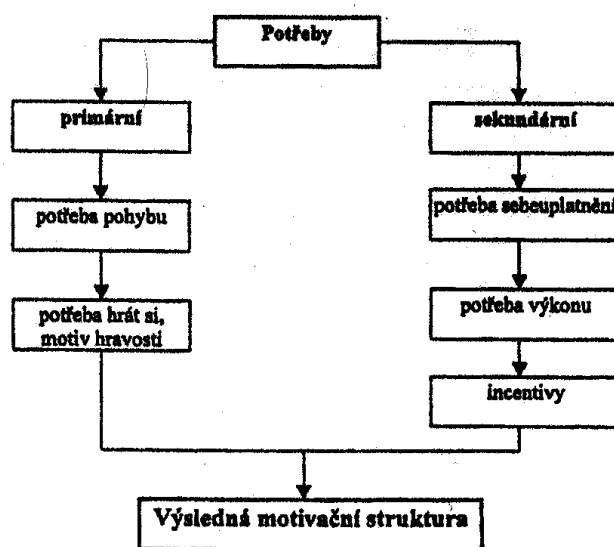 Potřeby
primární
sekundární
potřeba pohybu
potřeba sebeuplatnění
potřeba hrát si,
motiv hravosti
potřeba výkonu
incentivy
Výsledná motivační struktura